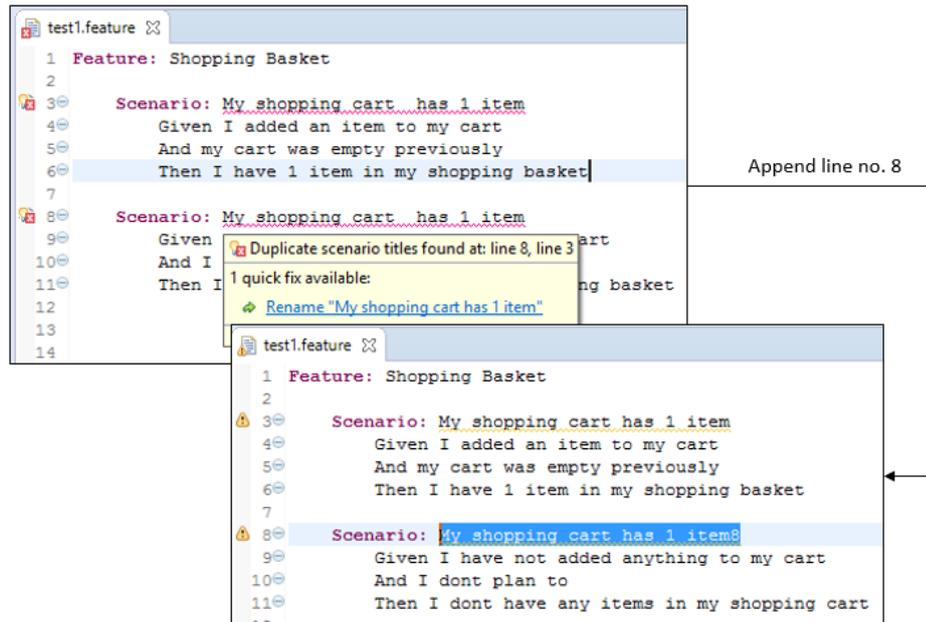 test1.feature
1 Feature: Shopping Basket
2
3 Scenario: My shopping cart  has 1 item
4 Given I added an item to my cart
5 And my cart was empty previously
6 Then I have 1 item in my shopping basket
7
8 Scenario: My shopping cart  has 1 item
9 Given art
10 And I
11 Then I ng basket
12
13
14
Duplicate scenario titles found at: line 8, line 3
1 quick fix available:
Rename "My shopping cart has 1 item"
Append line no. 8
test1.feature
1 Feature: Shopping Basket
2
3 Scenario: My shopping cart has 1 item
4 Given I added an item to my cart
5 And my cart was empty previously
6 Then I have 1 item in my shopping basket
7
8 Scenario: My shopping cart has 1 item8
9 Given I have not added anything to my cart
10 And I dont plan to
11 Then I dont have any items in my shopping cart